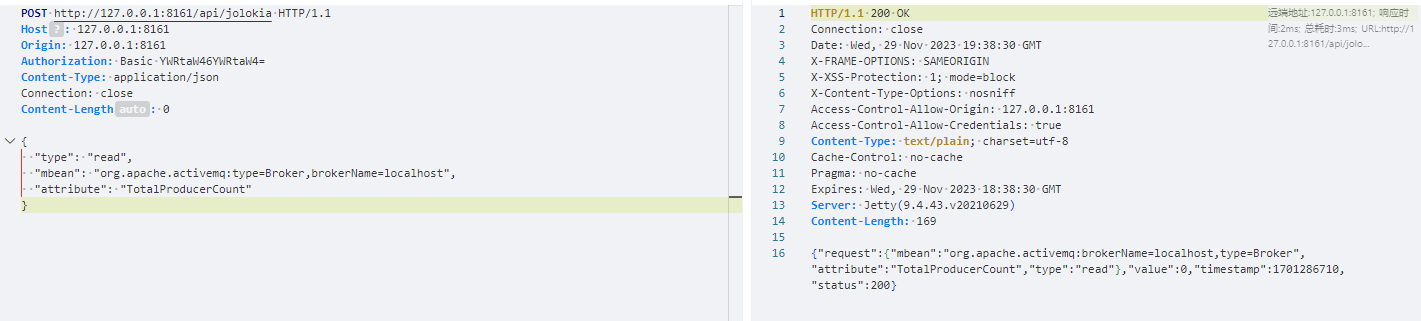 POST http://127.0.0.1:8161/api/jolokia HTTP/1.1
Host ? : 127.0.0.1:8161
Origin: 127.0.0.1:8161
Authorization: Basic YWRtaW46YWRtaW4=
Content-Type: application/json
Connection: close
Content-Length auto : 0
{
"type": "read",
"mbean": "org.apache.activemq:type=Broker,brokerName=localhost",
"attribute": "TotalProducerCount"
}
1 HTTP/1.1 200 OK
2 Connection: close
3 Date: Wed, 29 Nov 2023 19:38:30 GMT
4 X-FRAME-OPTIONS: SAMEORIGIN
5 X-XSS-Protection: 1; mode=block
6 X-Content-Type-Options: nosniff
7 Access-Control-Allow-Origin: 127.0.0.1:8161
8 Access-Control-Allow-Credentials: true
9 Content-Type: text/plain; charset=utf-8
10 Cache-Control: no-cache
11 Pragma: no-cache
12 Expires: Wed, 29 Nov 2023 18:38:30 GMT
13 Server: Jetty(9.4.43.v20210629)
14 Content-Length: 169
15
16 {"request":{"mbean":"org.apache.activemq:brokerName=localhost,type=Broker",
"attribute":"TotalProducerCount","type":"read"},"value":0,"timestamp":1701286710,
"status":200}
远端地址:127.0.0.1:8161; 响应时
间:2ms; 总耗时:3ms; URL:http://1
27.0.0.1:8161/api/jolo...